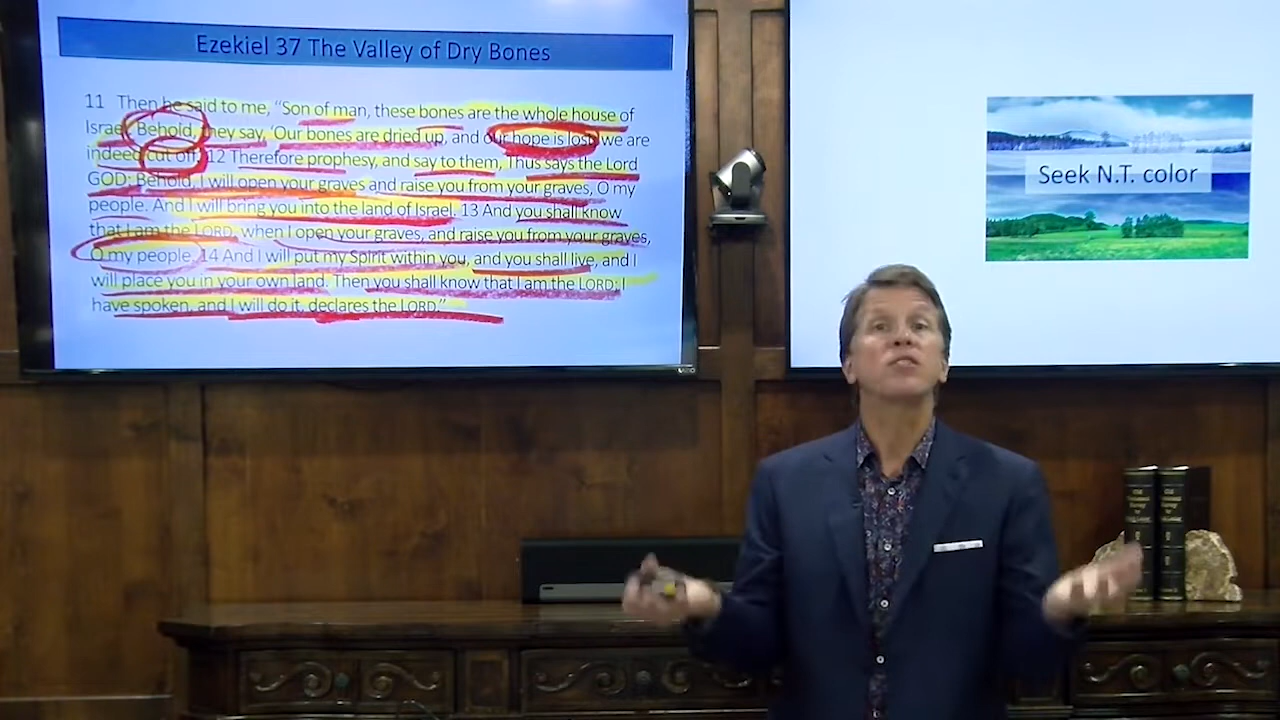 Ezekiel 37 The Valley of Dry Bones
11 Then he said to me, “Son of man, these bones are the whole house of
Israel. Behold, they say, ‘Our bones are dried up, and our hope is lost; we are
indeed cut off.’ 12 Therefore prophesy, and say to them, Thus says the Lord
GOD: Behold, I will open your graves and raise you from your graves, O my
people. And I will bring you into the land of Israel. 13 And you shall know
that I am the LORD, when I open your graves, and raise you from your graves,
O my people. 14 And I will put my Spirit within you, and you shall live, and I
will place you in your own land. Then you shall know that I am the LORD; I
have spoken, and I will do it, declares the LORD.”
Seek N.T. color